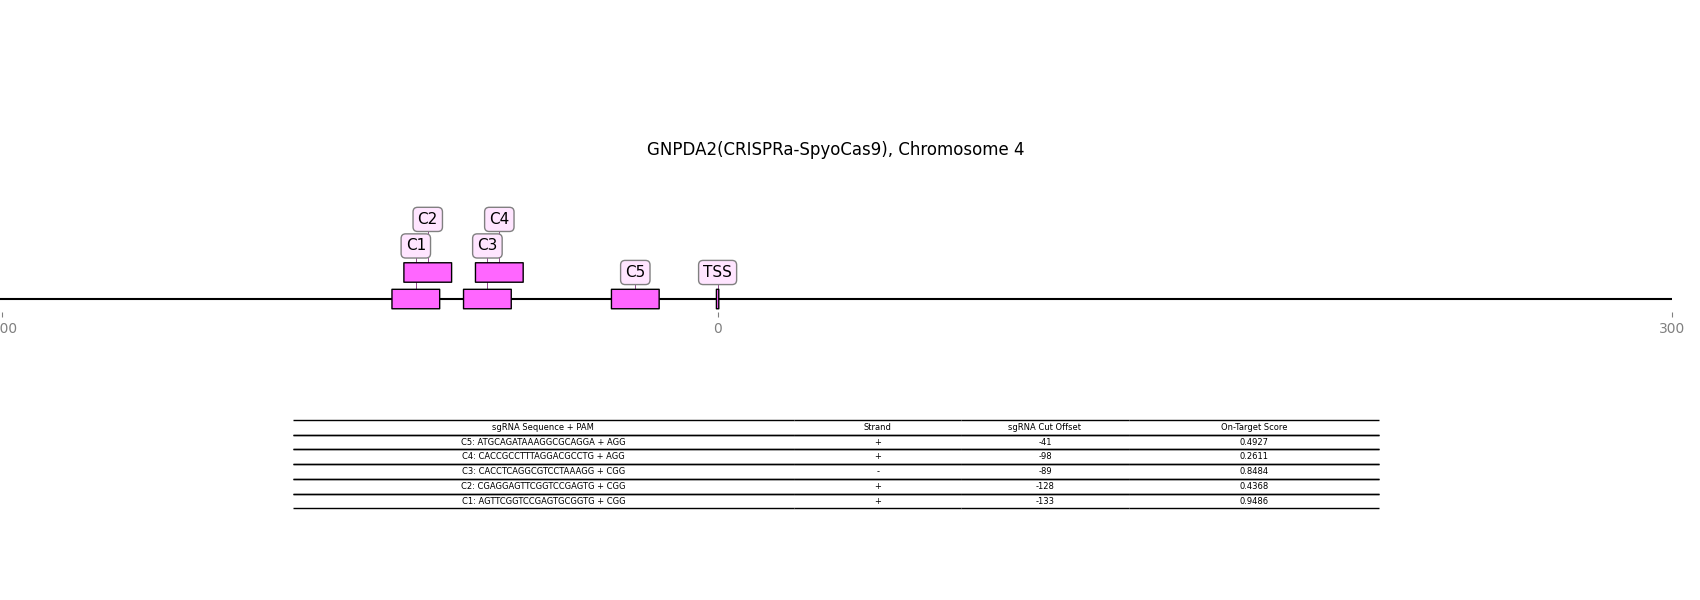 GNPDA2(CRISPRa-SpyoCas9), Chromosome 4
C2 C4
C1 C3
C5 TSS
00 0 300
sgRNA Sequence + PAM Strand sgRNA Cut Offset On-Target Score
C5: ATGCAGATAAAGGCGCAGGA + AGG + -41 0.4927
C4: CACCGCCTTTAGGACGCCTG + AGG + -98 0.2611
C3: CACCTCAGGCGTCCTAAAGG + CGG - -89 0.8484
C2: CGAGGAGTTCGGTCCGAGTG + CGG + -128 0.4368
C1: AGTTCGGTCCGAGTGCGGTG + CGG + -133 0.9486